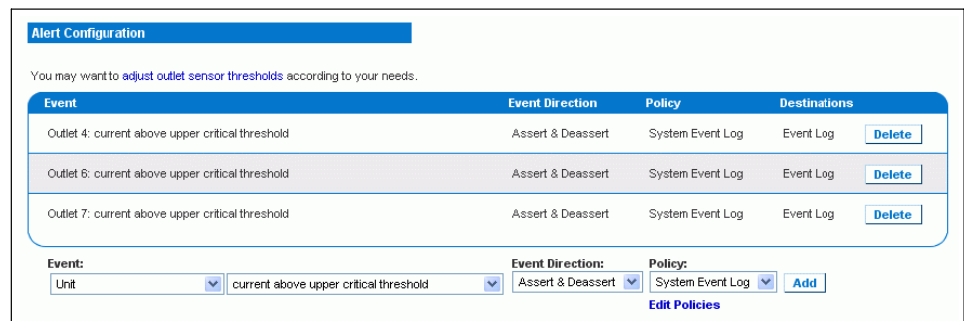 Alert Configuration
You may want to adjust outlet sensor thresholds according to your needs.
Event Event Direction Policy Destinations
Outlet 4: current above upper critical threshold Assert & Deassert System Event Log Event Log Delete
Outlet 6: current above upper critical threshold Assert & Deassert System Event Log Event Log Delete
Outlet 7: current above upper critical threshold Assert & Deassert System Event Log Event Log Delete
Event: Event Direction: Policy:
Unit current above upper critical threshold Assert & Deassert System Event Log Add
Edit Policies